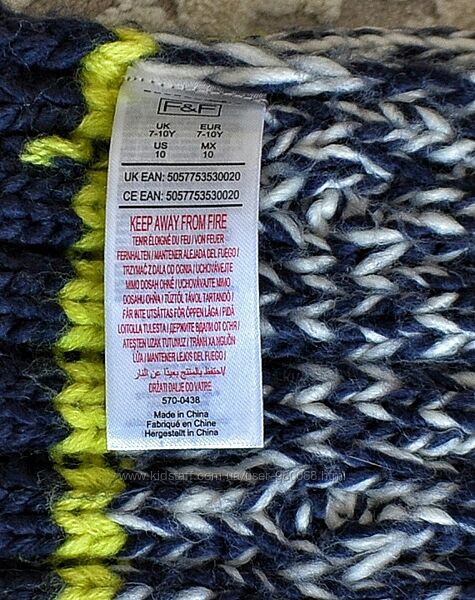 F&F
UK EUR
7-10Y 7-10Y
US MX
10 10
UK EAN: 5057753530020
CE EAN: 5057753530020
KEEP AWAY FROM FIRE
TENIR ÉLOIGNÉ DU FEU / VON FEUER
FERNHALTEN / MANTENER ALEJADA DEL FUEGO /
TRZYMAĆ Z DALA OD OGNIA / UCHOVÁVEJTE
MIMO DOSAH OHNĚ / UCHOVÁVAJTE MIMO
DOSAHU OHŇA / TŰZTŐL TÁVOL TARTANDÓ /
FÅR INTE UTSÄTTAS FÖR ÖPPEN LÅGA / PIDÄ
LOITOLLA TULESTA / ДЕРЖИТЕ ВДАЛИ ОТ ОГНЯ /
ATEŞTEN UZAK TUTUNUZ / TRÁNH XA NGUỒN
LỬA / MANTENER LEJOS DEL FUEGO /
احتفظ بالمنتج بعيدًا عن النار /
DRŽATI DALJE OD VATRE
570-0438
Made in China
Fabriqué en Chine
Hergestellt in China